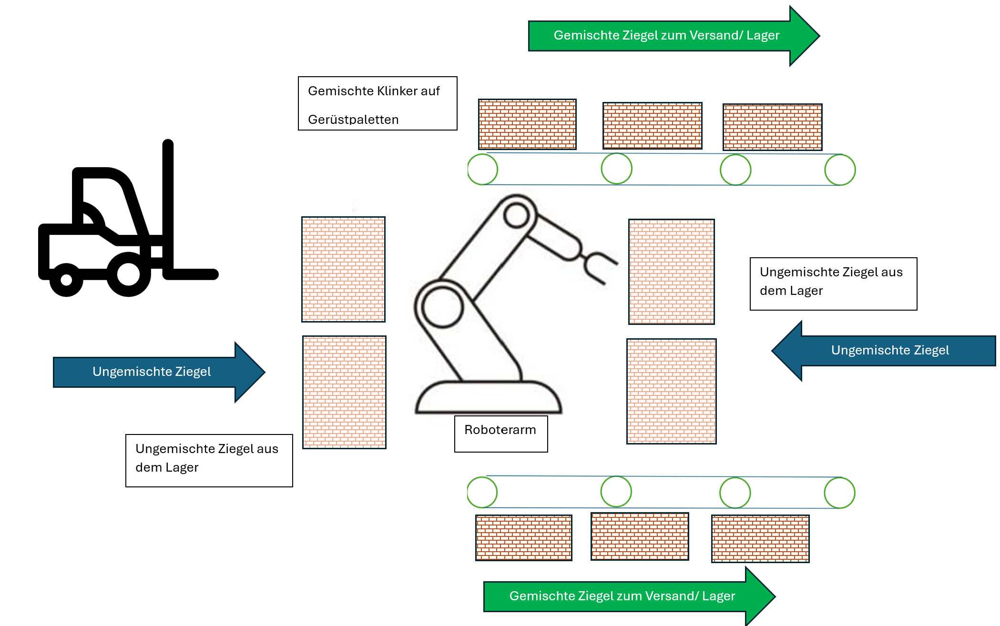 Gemischte Ziegel zum Versand/ Lager
Gemischte Klinker auf
Gerüstpaletten
Ungemischte Ziegel aus
dem Lager
Ungemischte Ziegel
Ungemischte Ziegel
Roboterarm
Ungemischte Ziegel aus
dem Lager
Gemischte Ziegel zum Versand/ Lager